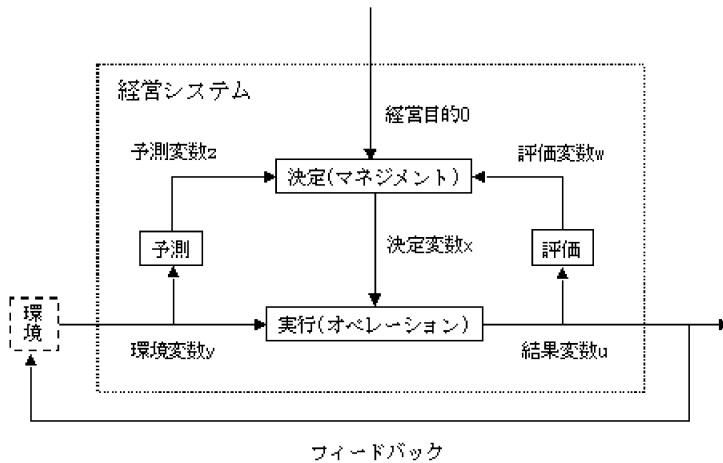 経営システム
経営目的O
予測変数z
評価変数w
決定(マネジメント)
予測
決定変数x
評価
環境
実行(オペレーション)
環境変数y
結果変数u
フィードバック